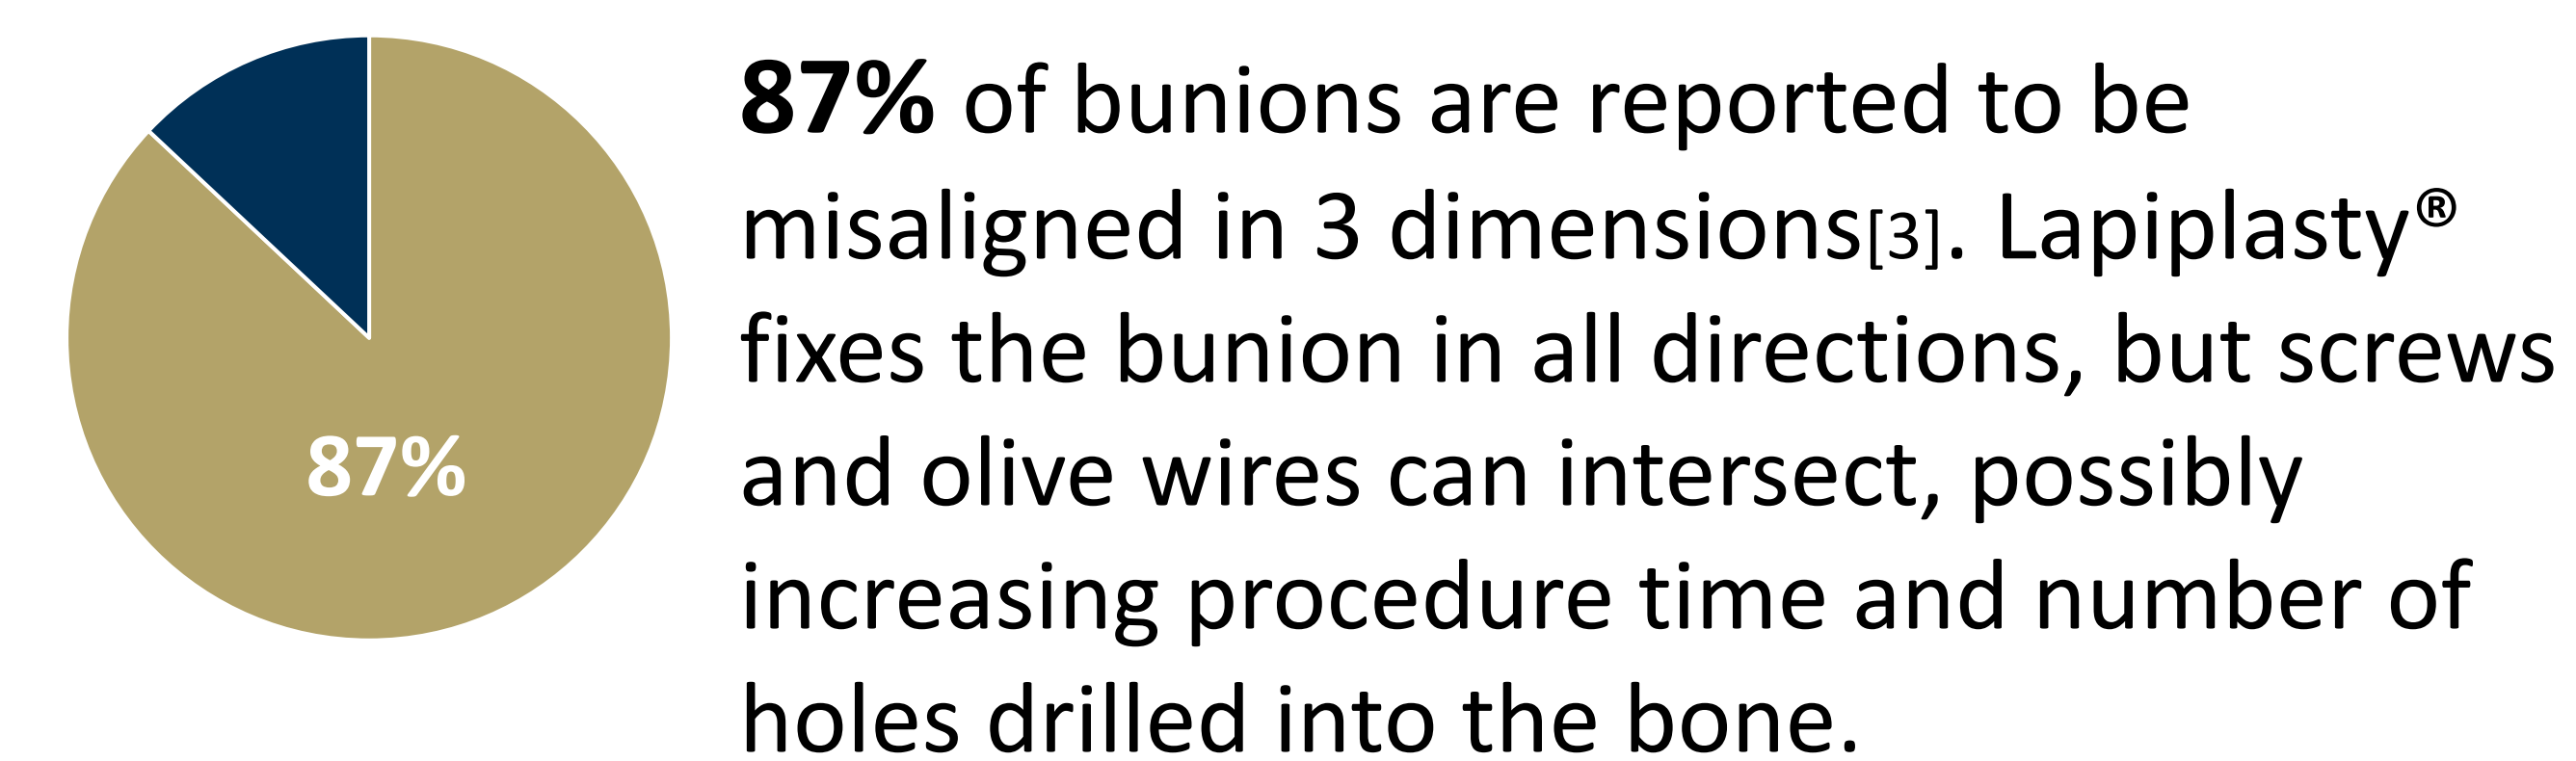 87%
87% of bunions are reported to be
misaligned in 3 dimensions[3]. Lapiplasty®
fixes the bunion in all directions, but screws
and olive wires can intersect, possibly
increasing procedure time and number of
holes drilled into the bone.